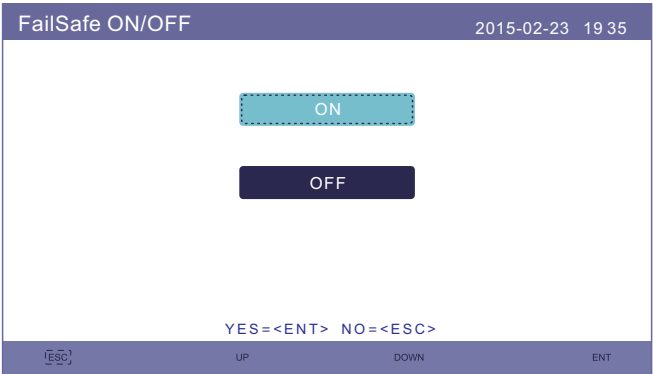 FailSafe ON/OFF 2015-02-23 19 35
ON
OFF
YES=<ENT> NO=<ESC>
ESC UP DOWN ENT